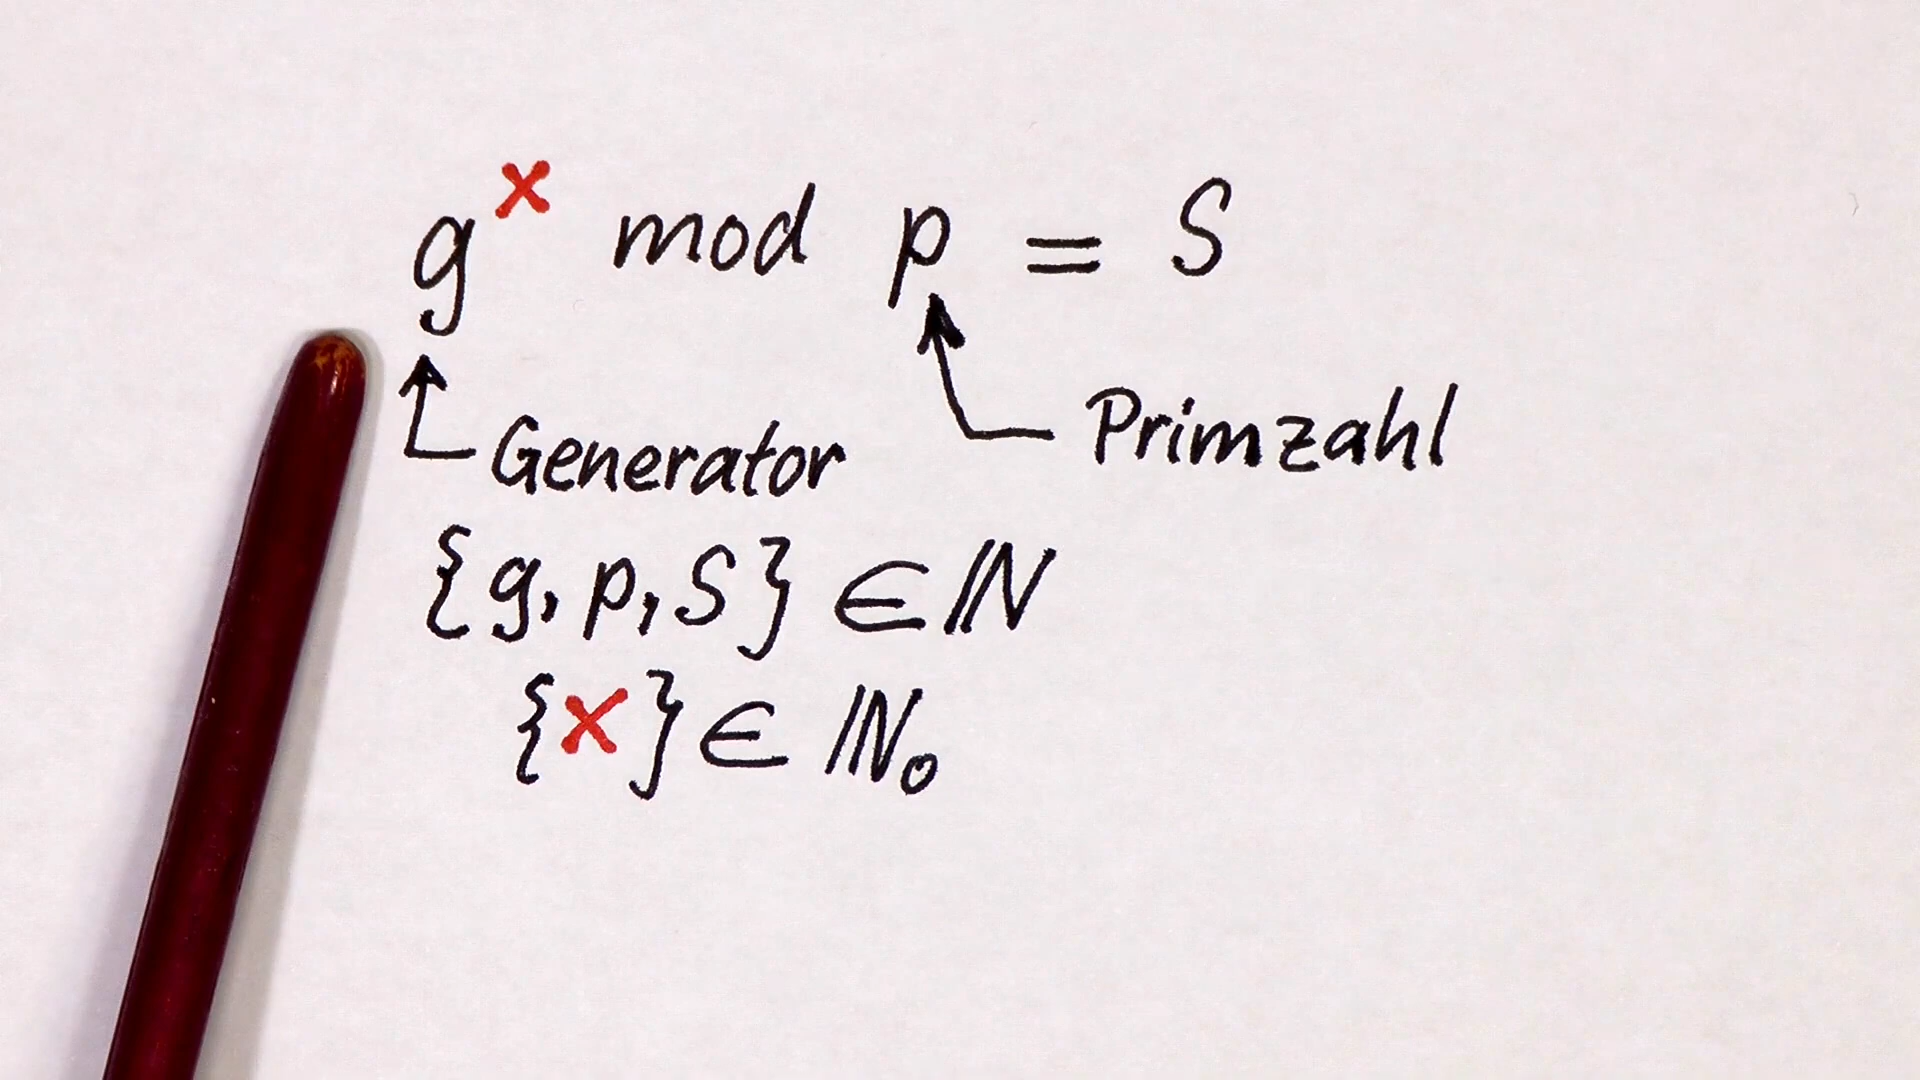 g^x mod p = S
Generator
Primzahl
{g, p, S} ∈ ℕ
{x} ∈ ℕ₀